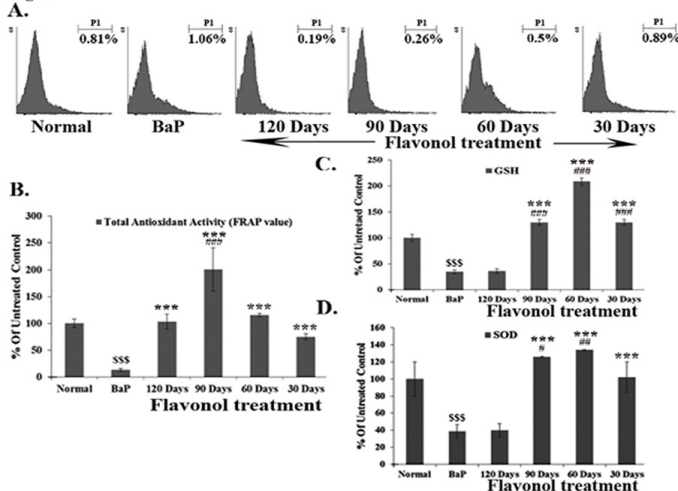 A.
P1 P1 P1 P1 P1 P1
0.81% 1.06% 0.19% 0.26% 0.5% 0.89%
Normal BaP 120 Days 90 Days 60 Days 30 Days
Flavonol treatment
B.
300
250
200
150
100
50
0
% Of Untreated Control
Total Antioxidant Activity (FRAP value)
$$$
***
***
###
***
***
Normal BaP 120 Days 90 Days 60 Days 30 Days
Flavonol treatment
C.
250
200
150
100
50
0
% Of Untretaed Control
GSH
$$$
***
###
***
###
***
###
Normal BaP 120 Days 90 Days 60 Days 30 Days
Flavonol treatment
D.
160
140
120
100
80
60
40
20
0
% Of Untreated Control
SOD
$$$
***
#
***
##
***
Normal BaP 120 Days 90 Days 60 Days 30 Days
Flavonol treatment